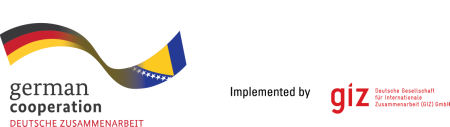 german
cooperation
DEUTSCHE ZUSAMMENARBEIT
Implemented by
giz
Deutsche Gesellschaft
für Internationale
Zusammenarbeit (GIZ) GmbH